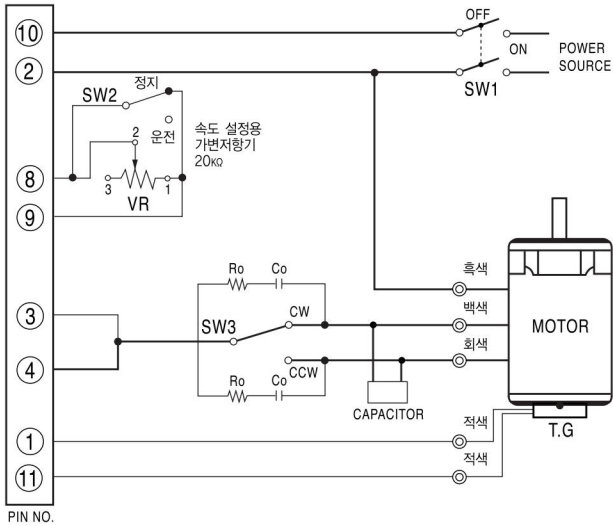 OFF
ON
POWER
SOURCE
SW1
10
2
정지
SW2
운전
속도 설정용
가변저항기
20KΩ
2
3
1
VR
8
9
Ro
Co
흑색
백색
회색
MOTOR
CW
SW3
CCW
3
4
Ro
Co
CAPACITOR
적색
적색
T.G
1
11
PIN NO.